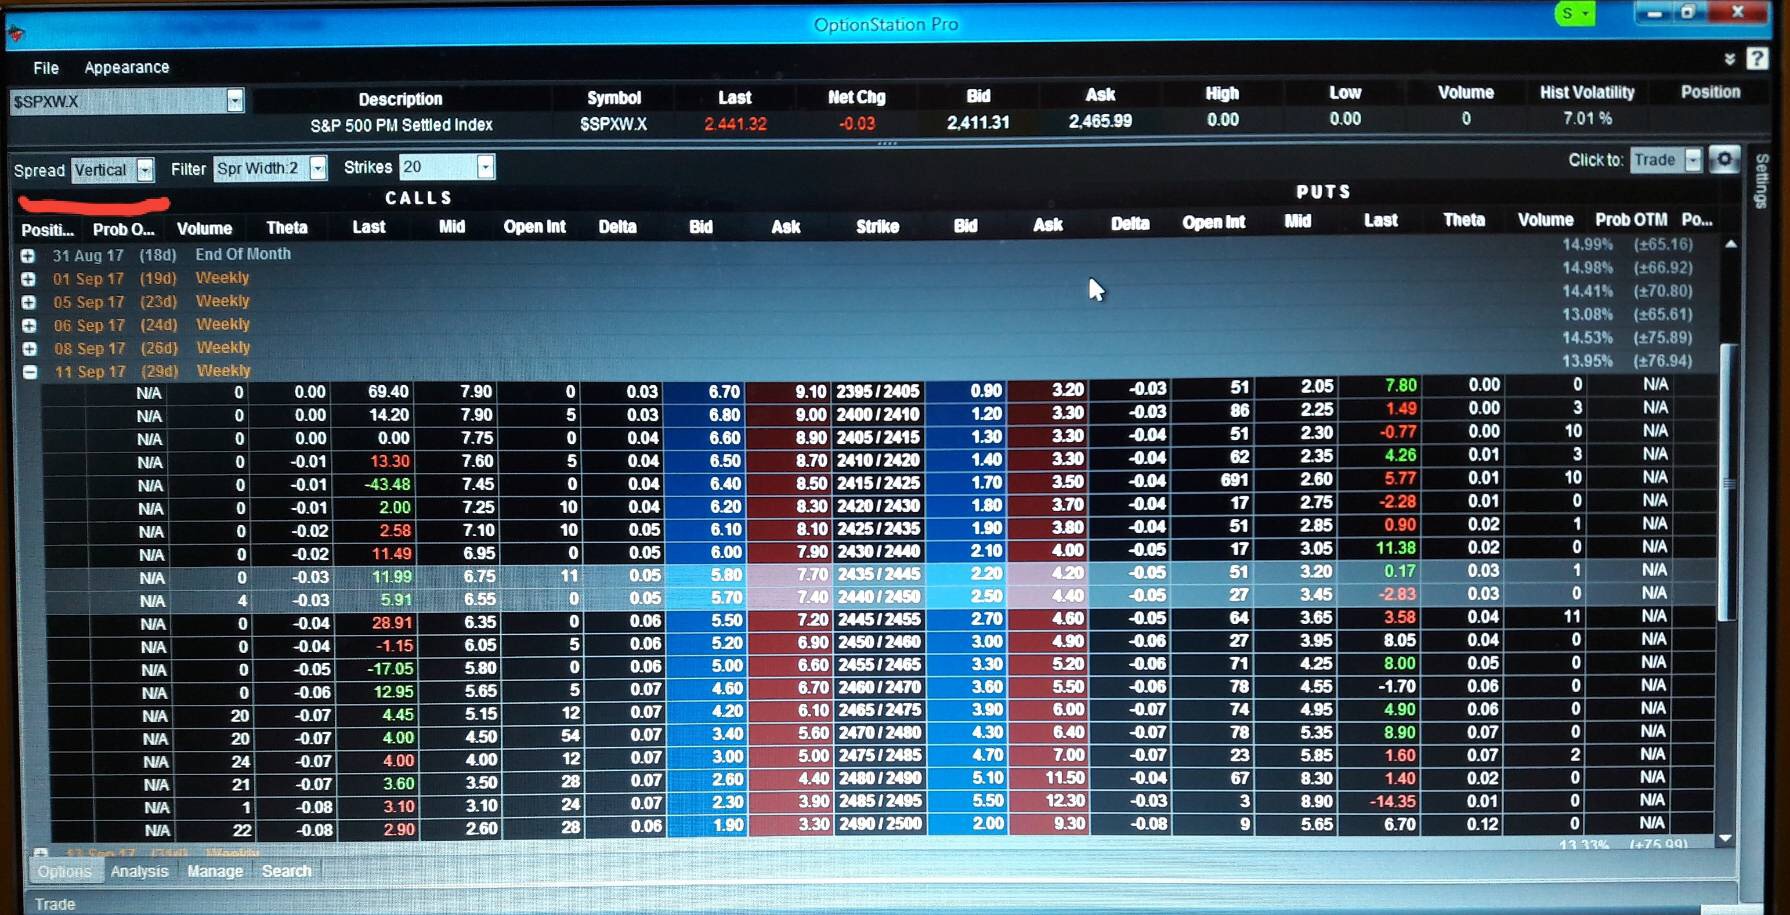 OptionStation Pro
S
File Appearance
?
$SPXW.X Description Symbol Last Net Chg Bid Ask High Low Volume Hist Volatility Position
S&P 500 PM Settled Index $SPXW.X 2,441.32 -0.03 2,411.31 2,465.99 0.00 0.00 0 7.01 %
Spread Vertical Filter Spr Width:2 Strikes 20 Click to: Trade
Settings
CALLS PUTS
Positi... Prob O... Volume Theta Last Mid Open Int Delta Bid Ask Strike Bid Ask Delta Open Int Mid Last Theta Volume Prob OTM Po...
31 Aug 17 (18d) End Of Month 14.99% (±65.16)
01 Sep 17 (19d) Weekly 14.98% (±66.92)
05 Sep 17 (23d) Weekly 14.41% (±70.80)
06 Sep 17 (24d) Weekly 13.08% (±65.61)
08 Sep 17 (26d) Weekly 14.53% (±75.89)
11 Sep 17 (29d) Weekly 13.95% (±76.94)
N/A 0 0.00 69.40 7.90 0 0.03 6.70 9.10 2395 / 2405 0.90 3.20 -0.03 51 2.05 7.80 0.00 0 N/A
N/A 0 0.00 14.20 7.90 5 0.03 6.80 9.00 2400 / 2410 1.20 3.30 -0.03 86 2.25 1.49 0.00 3 N/A
N/A 0 0.00 0.00 7.75 0 0.04 6.60 8.90 2405 / 2415 1.30 3.30 -0.04 51 2.30 -0.77 0.00 10 N/A
N/A 0 -0.01 13.30 7.60 5 0.04 6.50 8.70 2410 / 2420 1.40 3.30 -0.04 62 2.35 4.26 0.01 3 N/A
N/A 0 -0.01 -43.48 7.45 0 0.04 6.40 8.50 2415 / 2425 1.70 3.50 -0.04 691 2.60 5.77 0.01 10 N/A
N/A 0 -0.01 2.00 7.25 10 0.04 6.20 8.30 2420 / 2430 1.80 3.70 -0.04 17 2.75 -2.28 0.01 0 N/A
N/A 0 -0.02 2.58 7.10 10 0.05 6.10 8.10 2425 / 2435 1.90 3.80 -0.04 51 2.85 0.90 0.02 1 N/A
N/A 0 -0.02 11.49 6.95 0 0.05 6.00 7.90 2430 / 2440 2.10 4.00 -0.05 17 3.05 11.38 0.02 0 N/A
N/A 0 -0.03 11.99 6.75 11 0.05 5.80 7.70 2435 / 2445 2.20 4.20 -0.05 51 3.20 0.17 0.03 1 N/A
N/A 4 -0.03 5.91 6.55 0 0.05 5.70 7.40 2440 / 2450 2.50 4.40 -0.05 27 3.45 -2.83 0.03 0 N/A
N/A 0 -0.04 28.91 6.35 0 0.06 5.50 7.20 2445 / 2455 2.70 4.60 -0.05 64 3.65 3.58 0.04 11 N/A
N/A 0 -0.04 -1.15 6.05 5 0.06 5.20 6.90 2450 / 2460 3.00 4.90 -0.06 27 3.95 8.05 0.04 0 N/A
N/A 0 -0.05 -17.05 5.80 0 0.06 5.00 6.60 2455 / 2465 3.30 5.20 -0.06 71 4.25 8.00 0.05 0 N/A
N/A 0 -0.06 12.95 5.65 5 0.07 4.60 6.70 2460 / 2470 3.60 5.50 -0.06 78 4.55 -1.70 0.06 0 N/A
N/A 20 -0.07 4.45 5.15 12 0.07 4.20 6.10 2465 / 2475 3.90 6.00 -0.07 74 4.95 4.90 0.06 0 N/A
N/A 20 -0.07 4.00 4.50 54 0.07 3.40 5.60 2470 / 2480 4.30 6.40 -0.07 78 5.35 8.90 0.07 0 N/A
N/A 24 -0.07 4.00 4.00 12 0.07 3.00 5.00 2475 / 2485 4.70 7.00 -0.07 23 5.85 1.60 0.07 2 N/A
N/A 21 -0.07 3.60 3.50 28 0.07 2.60 4.40 2480 / 2490 5.10 11.50 -0.04 67 8.30 1.40 0.02 0 N/A
N/A 1 -0.08 3.10 3.10 24 0.07 2.30 3.90 2485 / 2495 5.50 12.30 -0.03 3 8.90 -14.35 0.01 0 N/A
N/A 22 -0.08 2.90 2.60 28 0.06 1.90 3.30 2490 / 2500 2.00 9.30 -0.08 9 5.65 6.70 0.12 0 N/A
13 Sep 17 (31d) Weekly 13.33% (±75.99)
Options Analysis Manage Search
Trade